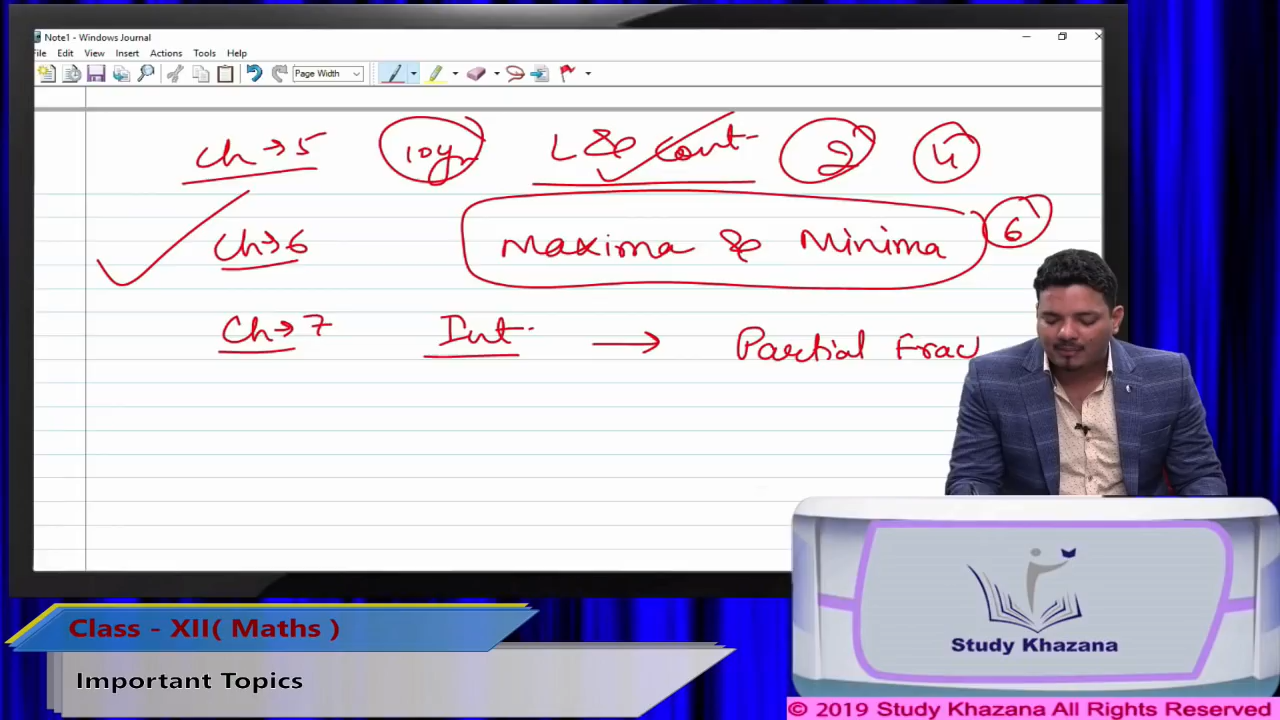 Note1 - Windows Journal
File Edit View Insert Actions Tools Help
Page Width
Ch → 5 10yr L & Cont. 2 4
Ch → 6 Maxima & Minima 6
Ch → 7 Int. → Partial Frac
Study Khazana
Class - XII( Maths )
Important Topics
© 2019 Study Khazana All Rights Reserved